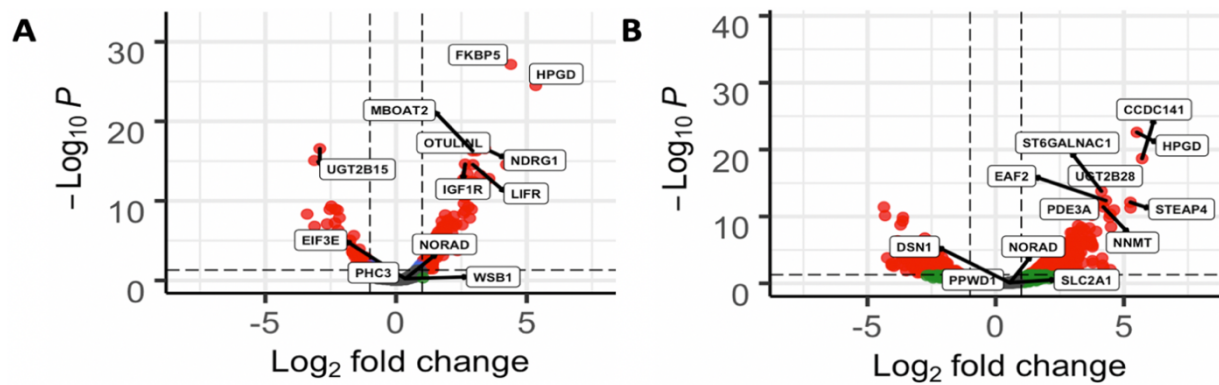 A
−Log10 P
30
20
10
0
FKBP5
HPGD
MBOAT2
OTULINL
NDRG1
UGT2B15
IGF1R
LIFR
EIF3E
NORAD
PHC3
WSB1
-5
0
5
Log2 fold change
B
−Log10 P
40
30
20
10
0
CCDC141
ST6GALNAC1
HPGD
EAF2
UGT2B28
PDE3A
STEAP4
DSN1
NORAD
NNMT
PPWD1
SLC2A1
-5
0
5
Log2 fold change